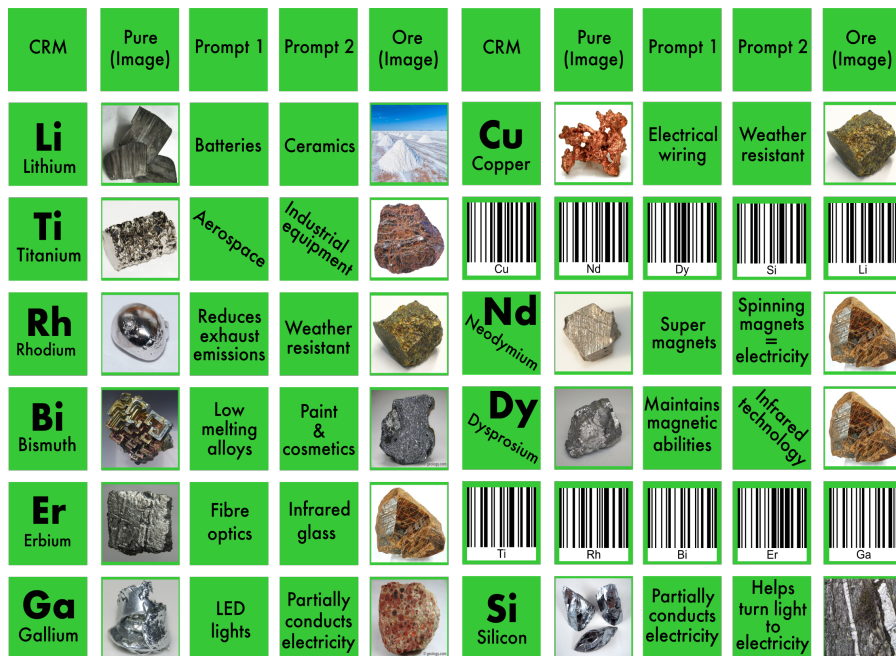 CRM
Pure
(Image)
Prompt 1
Prompt 2
Ore
(Image)
CRM
Pure
(Image)
Prompt 1
Prompt 2
Ore
(Image)
Li
Lithium
Batteries
Ceramics
Cu
Copper
Electrical
wiring
Weather
resistant
Ti
Titanium
Aerospace
Industrial
equipment
Cu
Nd
Dy
Si
Li
Rh
Rhodium
Reduces
exhaust
emissions
Weather
resistant
Nd
Neodymium
Super
magnets
Spinning
magnets
=
electricity
Bi
Bismuth
Low
melting
alloys
Paint
&
cosmetics
© geology.com
Dy
Dysprosium
Maintains
magnetic
abilities
Infrared
technology
Er
Erbium
Fibre
optics
Infrared
glass
Ti
Rh
Bi
Er
Ga
Ga
Gallium
LED
lights
Partially
conducts
electricity
© geology.com
Si
Silicon
Partially
conducts
electricity
Helps
turn light
to
electricity